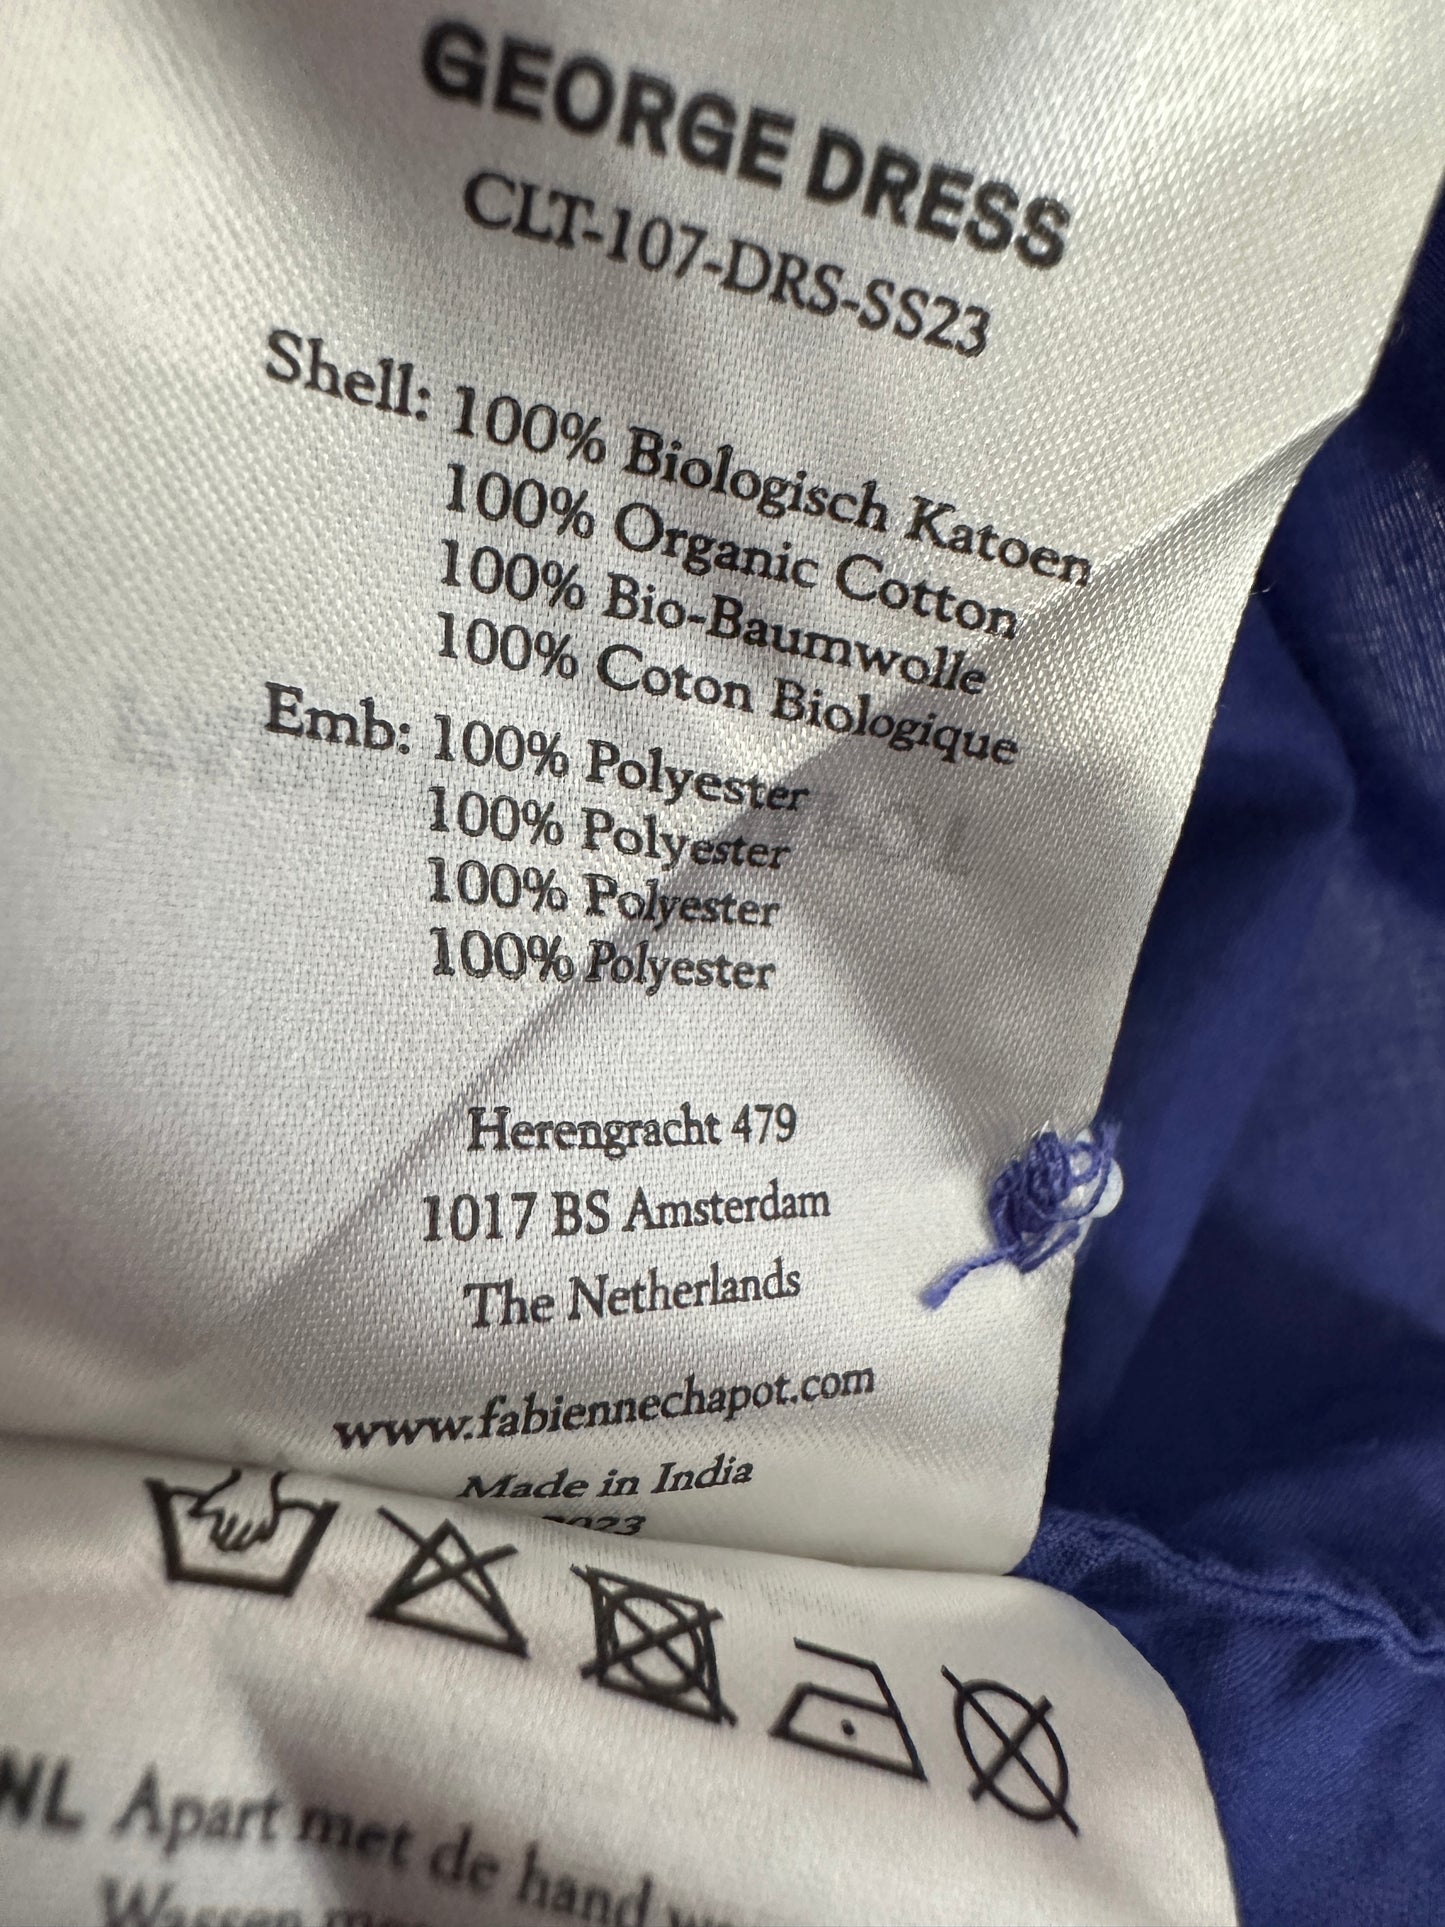 GEORGE DRESS
CLT-107-DRS-SS23
Shell: 100% Biologisch Katoen
100% Organic Cotton
100% Bio-Baumwolle
100% Coton Biologique
Emb: 100% Polyester
100% Polyester
100% Polyester
100% Polyester
Herengracht 479
1017 BS Amsterdam
The Netherlands
www.fabiennechapot.com
Made in India
2023
NL Apart met de hand
Wassen